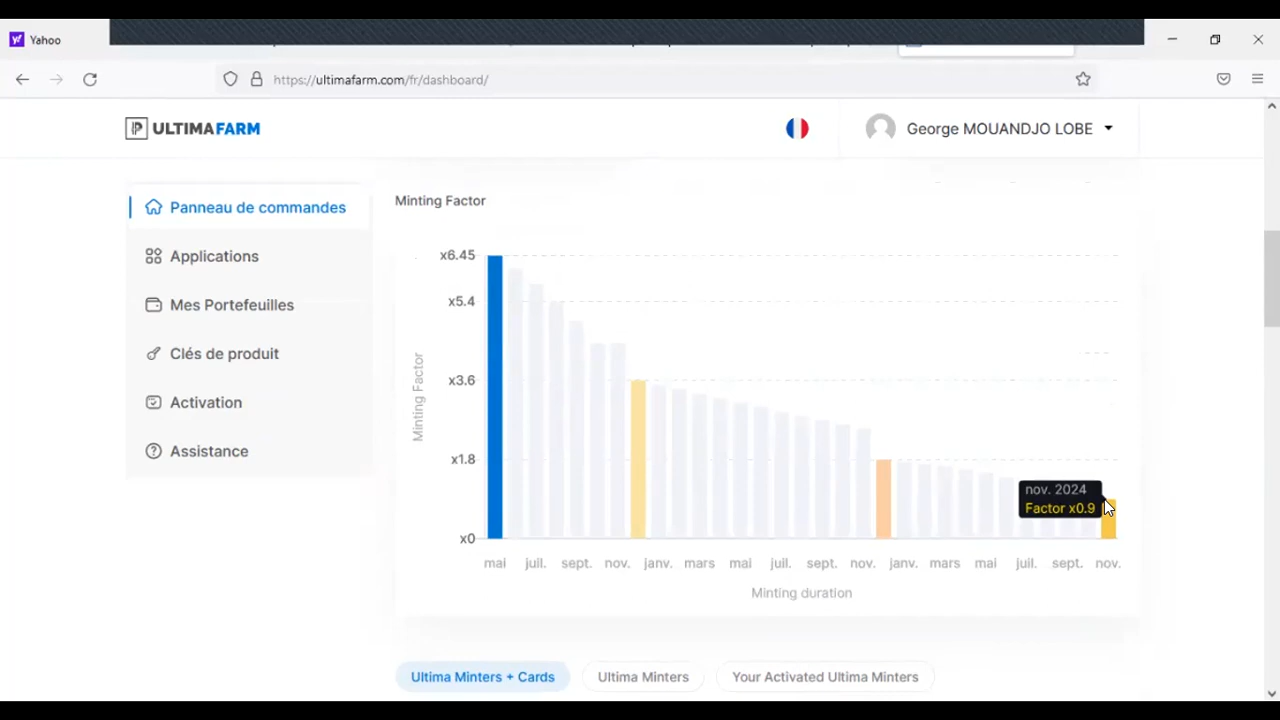 Yahoo
https://ultimafarm.com/fr/dashboard/
ULTIMAFARM
George MOUANDJO LOBE
Panneau de commandes
Applications
Mes Portefeuilles
Clés de produit
Activation
Assistance
Minting Factor
x6.45
x5.4
x3.6
x1.8
x0
Minting Factor
nov. 2024
Factor x0.9
mai juil. sept. nov. janv. mars mai juil. sept. nov. janv. mars mai juil. sept. nov.
Minting duration
Ultima Minters + Cards Ultima Minters Your Activated Ultima Minters